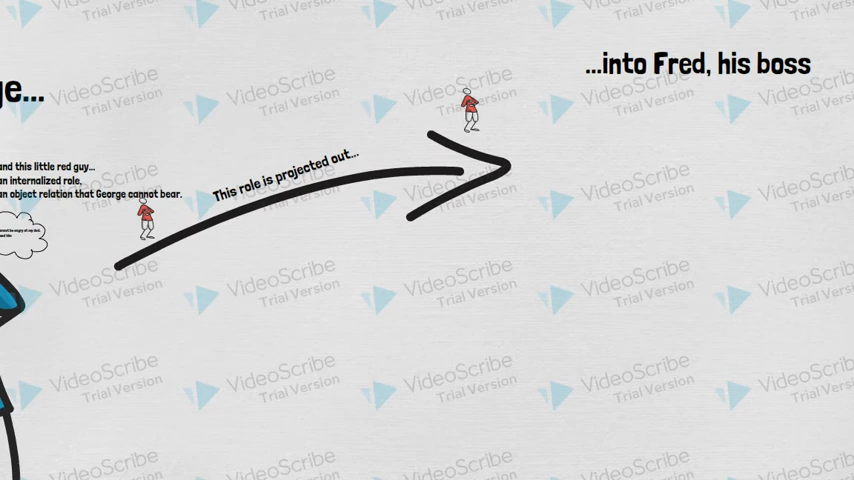 ...into Fred, his boss
ge...
and this little red guy...
an internalized role,
an object relation that George cannot bear.
This role is projected out...
VideoScribe
Trial Version